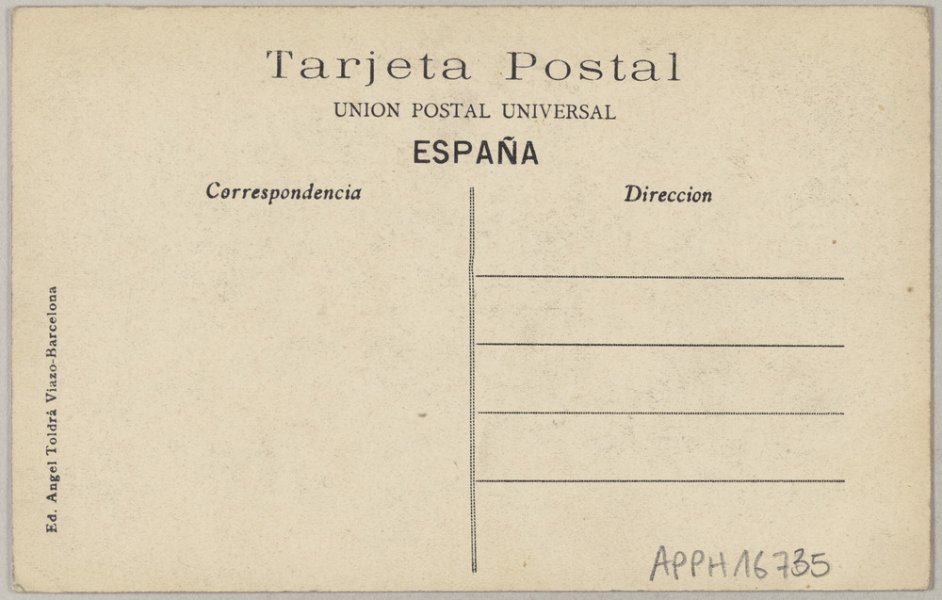 Tarjeta Postal
UNION POSTAL UNIVERSAL
ESPAÑA
Correspondencia
Direccion
Ed. Angel Toldrá Viazo-Barcelona
APPH16735